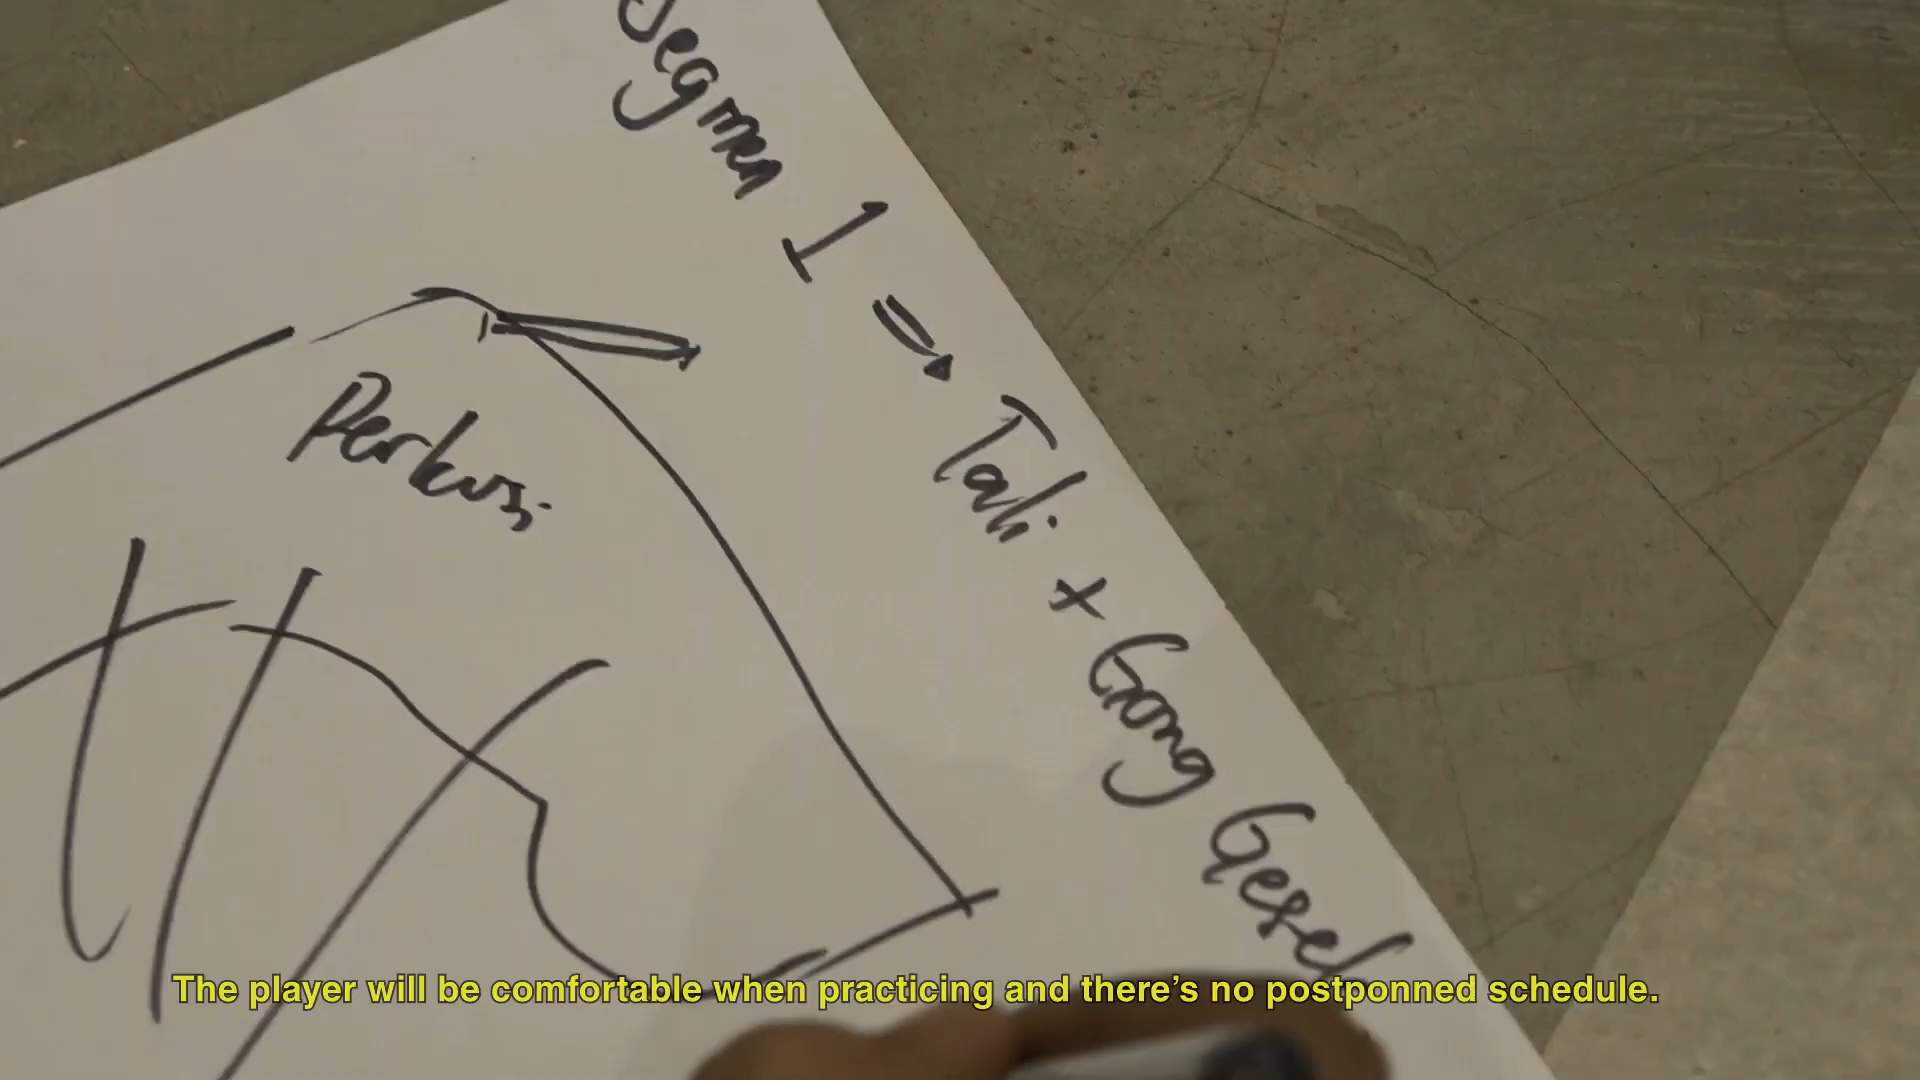 Segmen 1 → Tali + Gong Gesek
Perkusi
The player will be comfortable when practicing and there’s no postponned schedule.